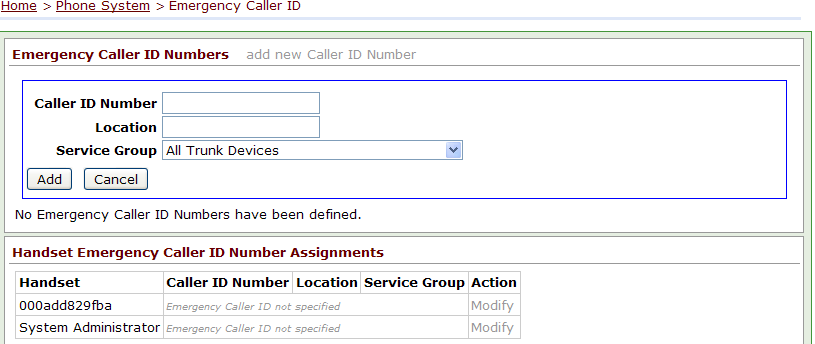 Home > Phone System > Emergency Caller ID
Emergency Caller ID Numbers add new Caller ID Number
Caller ID Number
Location
Service Group All Trunk Devices
Add Cancel
No Emergency Caller ID Numbers have been defined.
Handset Emergency Caller ID Number Assignments
Handset Caller ID Number Location Service Group Action
000add829fba Emergency Caller ID not specified Modify
System Administrator Emergency Caller ID not specified Modify